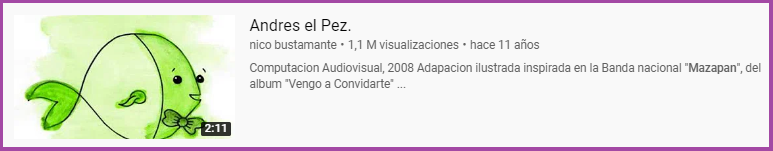 Andres el Pez.
nico bustamante • 1,1 M visualizaciones • hace 11 años
Computacion Audiovisual, 2008 Adapacion ilustrada inspirada en la Banda nacional "Mazapan", del
album "Vengo a Convidarte" ...
2:11